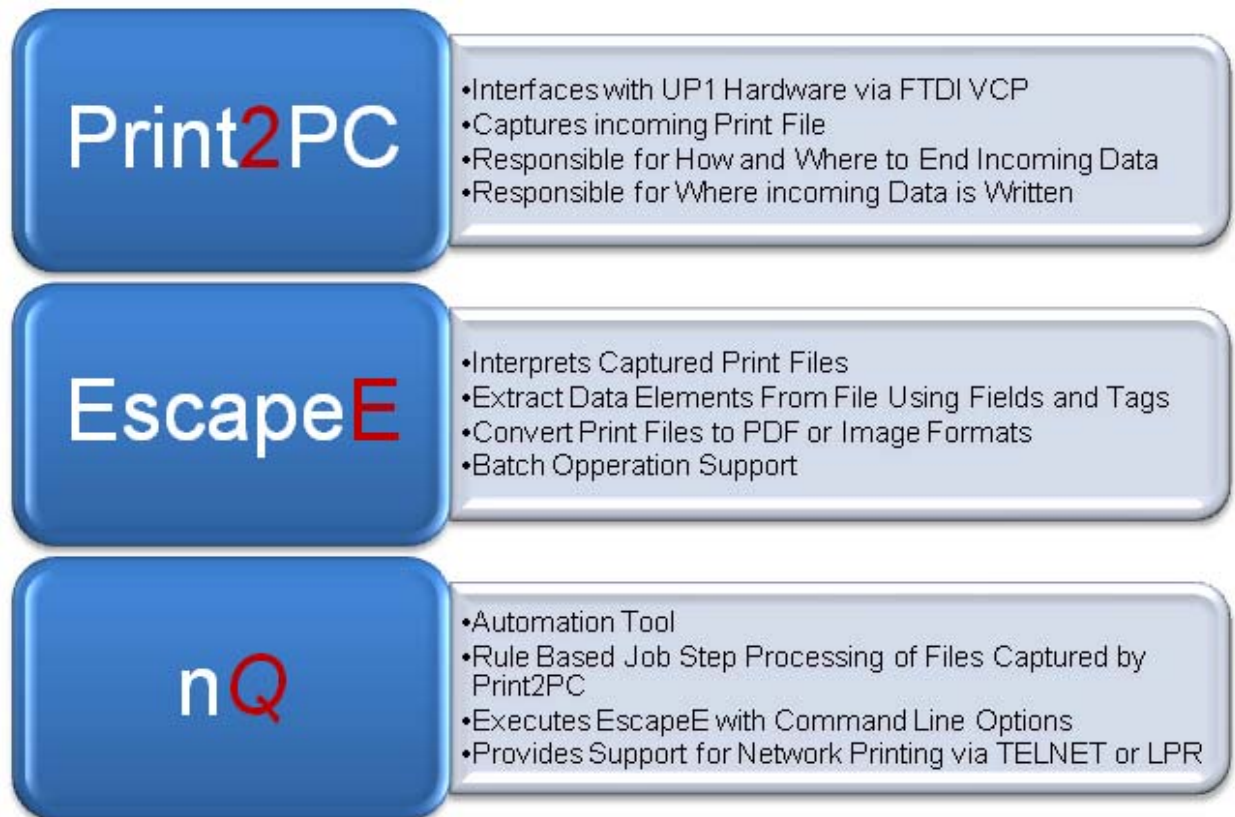 Print2PC
•Interfaces with UP1 Hardware via FTDI VCP
•Captures incoming Print File
•Responsible for How and Where to End Incoming Data
•Responsible for Where incoming Data is Written
EscapeE
•Interprets Captured Print Files
•Extract Data Elements From File Using Fields and Tags
•Convert Print Files to PDF or Image Formats
•Batch Opperation Support
nQ
•Automation Tool
•Rule Based Job Step Processing of Files Captured by
Print2PC
•Executes EscapeE with Command Line Options
•Provides Support for Network Printing via TELNET or LPR